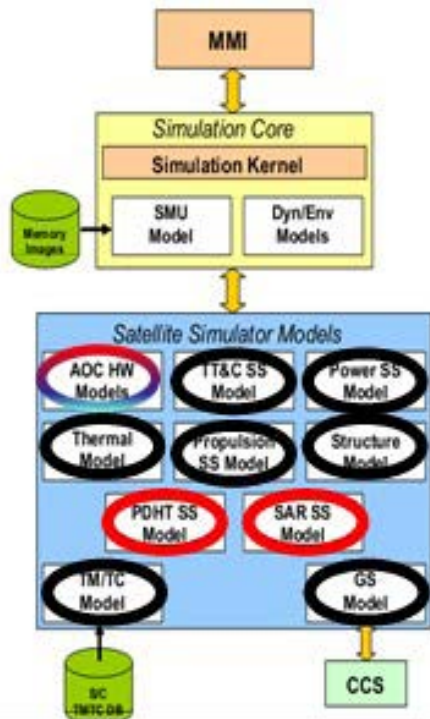 MMI
Simulation Core
Simulation Kernel
SMU
Model
Dyn/Env
Models
Memory
Images
Satellite Simulator Models
AOC HW
Models
TT&C SS
Model
Power SS
Model
Thermal
Model
Propulsion
SS Model
Structure
Model
PDHT SS
Model
SAR SS
Model
TM/TC
Model
GS
Model
S/C
TMTC DB
CCS